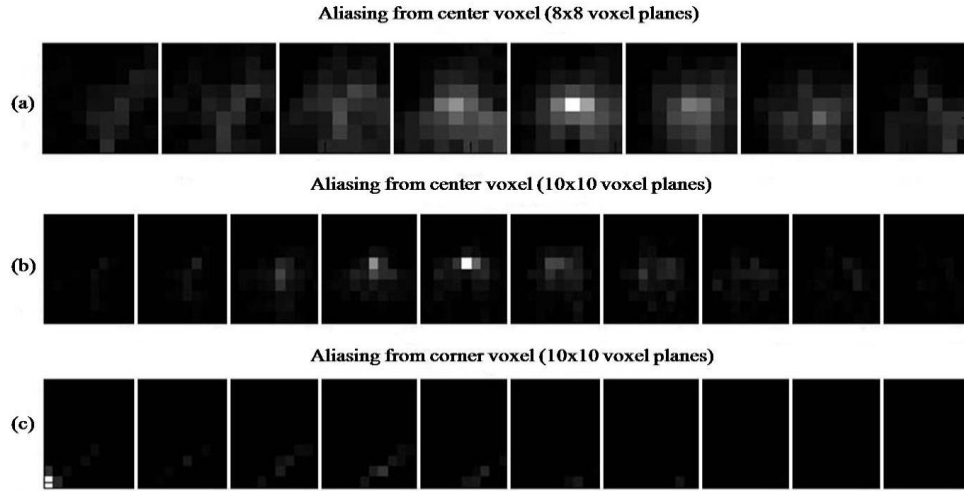 Aliasing from center voxel (8x8 voxel planes)
(a)
Aliasing from center voxel (10x10 voxel planes)
(b)
Aliasing from corner voxel (10x10 voxel planes)
(c)